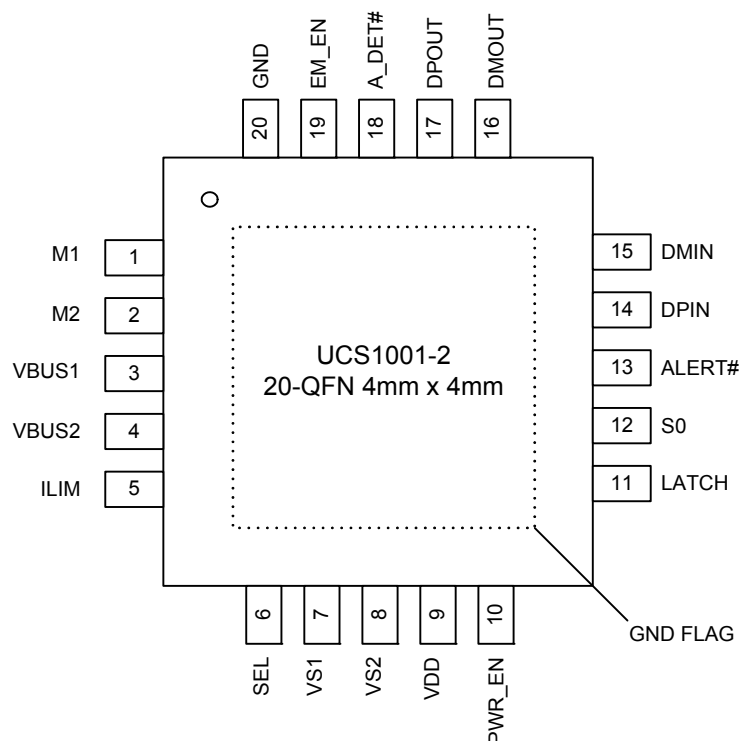 GND
EM_EN
A_DET#
DPOUT
DMOUT
20
19
18
17
16
M1 1
M2 2
VBUS1 3
VBUS2 4
ILIM 5
UCS1001-2
20-QFN 4mm x 4mm
15 DMIN
14 DPIN
13 ALERT#
12 S0
11 LATCH
6
7
8
9
10
SEL
VS1
VS2
VDD
PWR_EN
GND FLAG